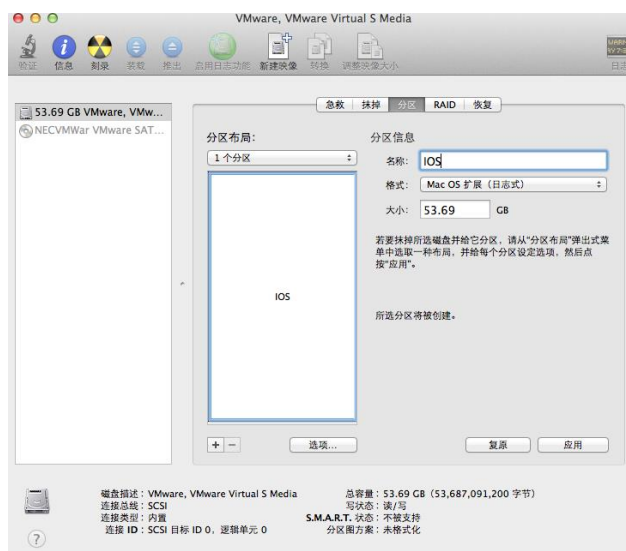 VMware, VMware Virtual S Media
验证 信息 刻录 装载 推出 启用日志功能 新建映像 转换 调整映像大小 日志
53.69 GB VMware, VMw...
NECVMWar VMware SAT...
急救 抹掉 分区 RAID 恢复
分区布局:
1 个分区
IOS
选项...
分区信息
名称: IOS
格式: Mac OS 扩展（日志式）
大小: 53.69 GB
若要抹掉所选磁盘并给它分区，请从“分区布局”弹出式菜
单中选取一种布局，并给每个分区设定选项，然后点
按“应用”。
所选分区将被创建。
复原 应用
磁盘描述：VMware, VMware Virtual S Media
连接总线：SCSI
连接类型：内置
连接 ID：SCSI 目标 ID 0，逻辑单元 0
总容量：53.69 GB（53,687,091,200 字节）
写状态：读/写
S.M.A.R.T. 状态：不被支持
分区图方案：未格式化